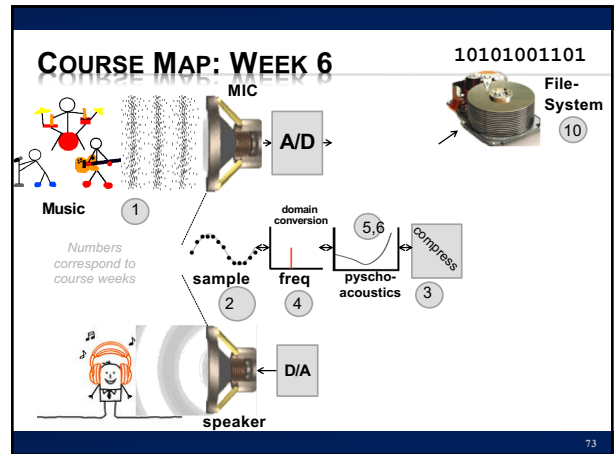 COURSE MAP: WEEK 6
10101001101
MIC
File-
System
10
A/D
Music
1
Numbers
correspond to
course weeks
domain
conversion
5,6
compress
sample
freq
pyscho-
acoustics
2
4
3
D/A
speaker
73